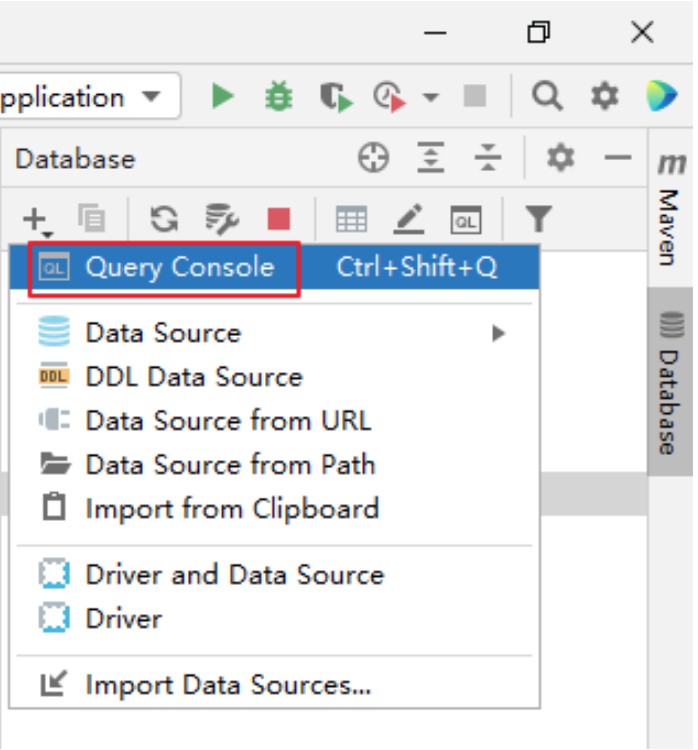 pplication
Database
QL
QL Query Console Ctrl+Shift+Q
Data Source
DDL DDL Data Source
Data Source from URL
Data Source from Path
Import from Clipboard
Driver and Data Source
Driver
Import Data Sources...
m Maven
Database